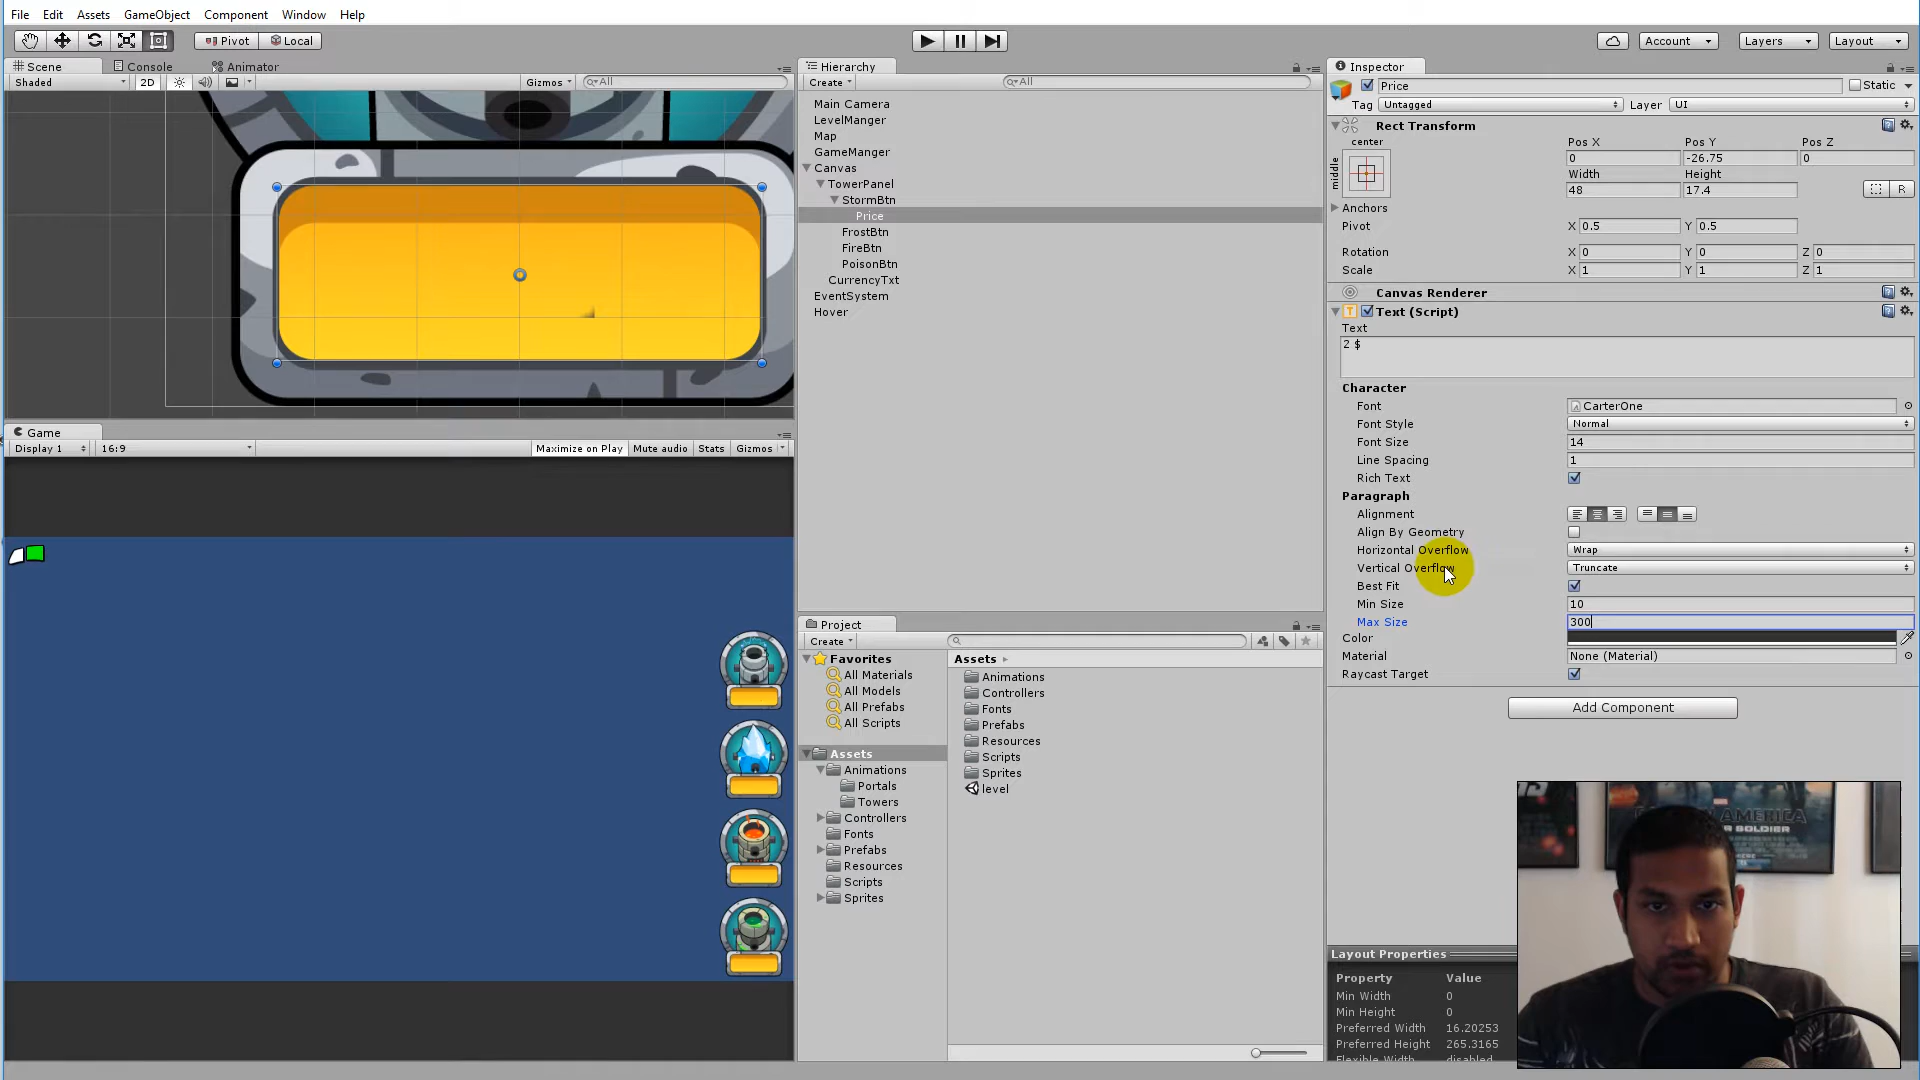 File Edit Assets GameObject Component Window Help
Pivot Local Account Layers Layout
Scene Console Animator
Shaded 2D Gizmos All
Game
Display 1 16:9 Maximize on Play Mute audio Stats Gizmos
Hierarchy
Create All
Main Camera
LevelManger
Map
GameManger
Canvas
TowerPanel
StormBtn
Price
FrostBtn
FireBtn
PoisonBtn
CurrencyTxt
EventSystem
Hover
Project
Create
Favorites
All Materials
All Models
All Prefabs
All Scripts
Assets
Animations
Portals
Towers
Controllers
Fonts
Prefabs
Resources
Scripts
Sprites
Assets
Animations
Controllers
Fonts
Prefabs
Resources
Scripts
Sprites
level
Inspector
Price Static
Tag Untagged Layer UI
Rect Transform
center
middle
Pos X Pos Y Pos Z
0 -26.75 0
Width Height
48 17.4 R
Anchors
Pivot X 0.5 Y 0.5
Rotation X 0 Y 0 Z 0
Scale X 1 Y 1 Z 1
Canvas Renderer
T Text (Script)
Text
2 $
Character
Font CarterOne
Font Style Normal
Font Size 14
Line Spacing 1
Rich Text
Paragraph
Alignment
Align By Geometry
Horizontal Overflow Wrap
Vertical Overflow Truncate
Best Fit
Min Size 10
Max Size 300
Color
Material None (Material)
Raycast Target
Add Component
Layout Properties
Property Value
Min Width 0
Min Height 0
Preferred Width 16.20253
Preferred Height 265.3165
Flexible Width disabled